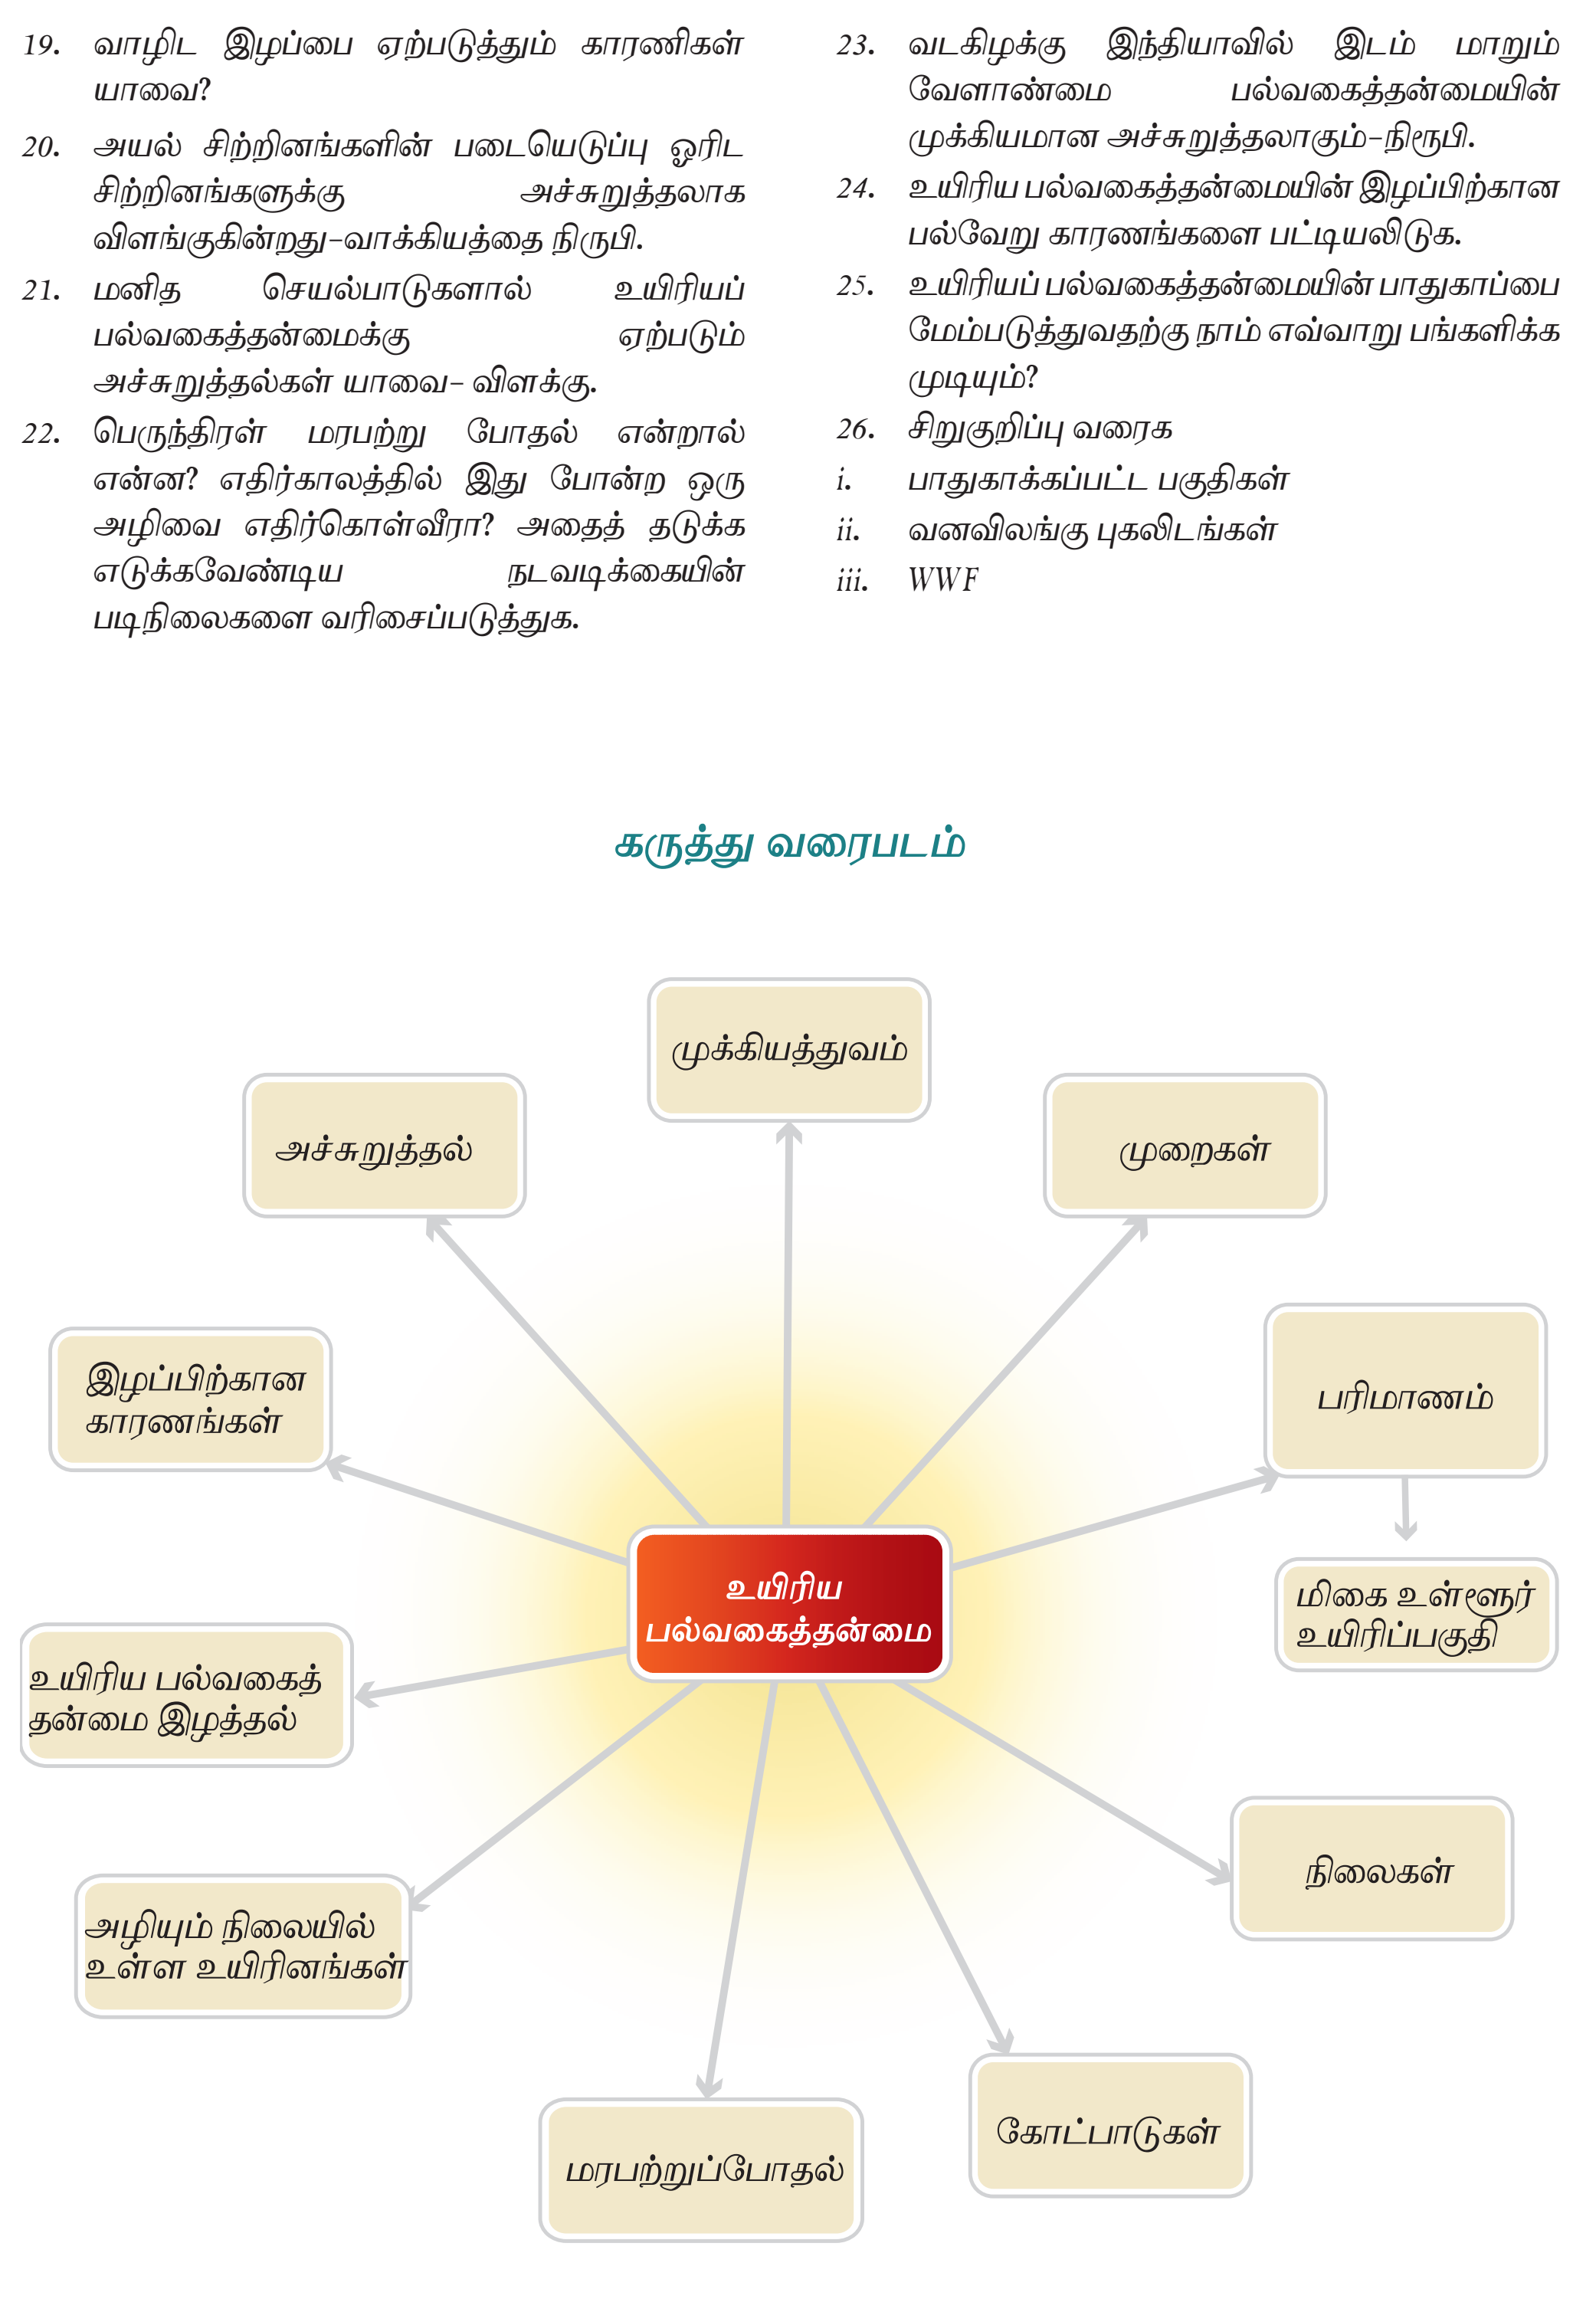 19. வாழிட இழப்பை ஏற்படுத்தும் காரணிகள்
யாவை?
20. அயல் சிற்றினங்களின் படையெடுப்பு ஓரிட
சிற்றினங்களுக்கு அச்சுறுத்தலாக
விளங்குகின்றது-வாக்கியத்தை நிருபி.
21. மனித செயல்பாடுகளால் உயிரியப்
பல்வகைத்தன்மைக்கு ஏற்படும்
அச்சுறுத்தல்கள் யாவை- விளக்கு.
22. பெருந்திரள் மரபற்று போதல் என்றால்
என்ன? எதிர்காலத்தில் இது போன்ற ஒரு
அழிவை எதிர்கொள்வீரா? அதைத் தடுக்க
எடுக்கவேண்டிய நடவடிக்கையின்
படிநிலைகளை வரிசைப்படுத்துக.
23. வடகிழக்கு இந்தியாவில் இடம் மாறும்
வேளாண்மை பல்வகைத்தன்மையின்
முக்கியமான அச்சுறுத்தலாகும்-நிரூபி.
24. உயிரிய பல்வகைத்தன்மையின் இழப்பிற்கான
பல்வேறு காரணங்களை பட்டியலிடுக.
25. உயிரியப் பல்வகைத்தன்மையின் பாதுகாப்பை
மேம்படுத்துவதற்கு நாம் எவ்வாறு பங்களிக்க
முடியும்?
26. சிறுகுறிப்பு வரைக
i. பாதுகாக்கப்பட்ட பகுதிகள்
ii. வனவிலங்கு புகலிடங்கள்
iii. WWF
கருத்து வரைபடம்
முக்கியத்துவம்
அச்சுறுத்தல்
முறைகள்
இழப்பிற்கான
காரணங்கள்
பரிமாணம்
உயிரிய
பல்வகைத்தன்மை
மிகை உள்ளூர்
உயிரிப்பகுதி
உயிரிய பல்வகைத்
தன்மை இழத்தல்
நிலைகள்
அழியும் நிலையில்
உள்ள உயிரினங்கள்
கோட்பாடுகள்
மரபற்றுப்போதல்